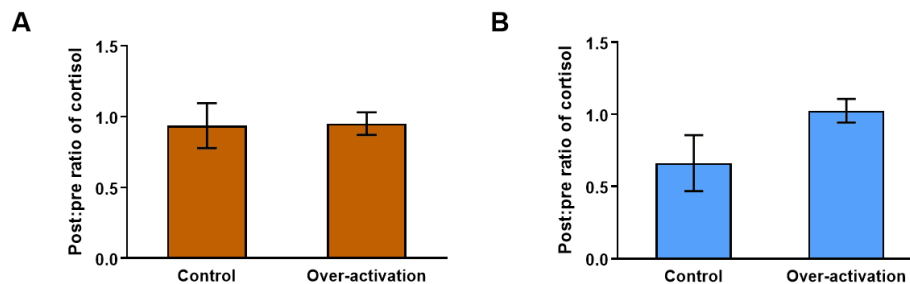 A
Post:pre ratio of cortisol
1.5
1.0
0.5
0.0
Control Over-activation
B
Post:pre ratio of cortisol
1.5
1.0
0.5
0.0
Control Over-activation